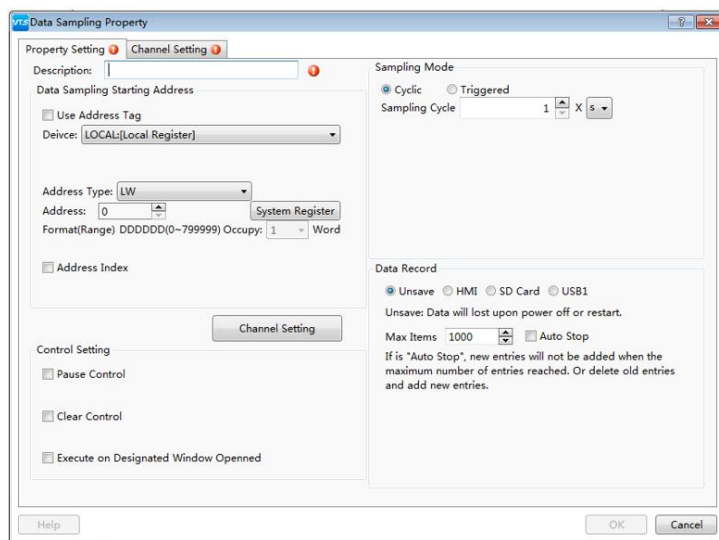 VT5 Data Sampling Property
Property Setting Channel Setting
Description:
Data Sampling Starting Address
Use Address Tag
Deivce: LOCAL:[Local Register]
Address Type: LW
Address: 0 System Register
Format(Range) DDDDDD(0~799999) Occupy: 1 Word
Address Index
Channel Setting
Control Setting
Pause Control
Clear Control
Execute on Designated Window Openned
Sampling Mode
Cyclic Triggered
Sampling Cycle 1 X s
Data Record
Unsave HMI SD Card USB1
Unsave: Data will lost upon power off or restart.
Max Items 1000 Auto Stop
If is "Auto Stop", new entries will not be added when the
maximum number of entries reached. Or delete old entries
and add new entries.
Help OK Cancel